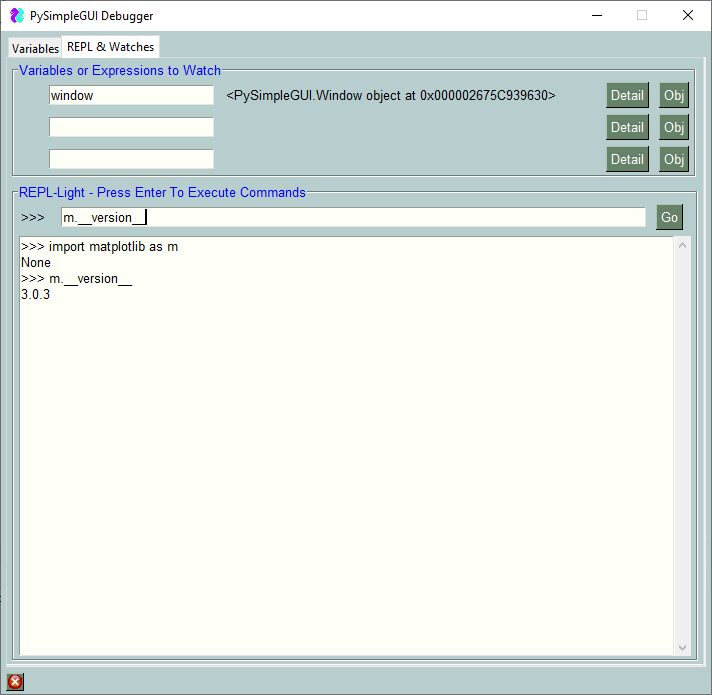 PySimpleGUI Debugger
Variables REPL & Watches
Variables or Expressions to Watch
window <PySimpleGUI.Window object at 0x000002675C939630> Detail Obj
Detail Obj
Detail Obj
REPL-Light - Press Enter To Execute Commands
>>> m.__version__ Go
>>> import matplotlib as m
None
>>> m.__version__
3.0.3